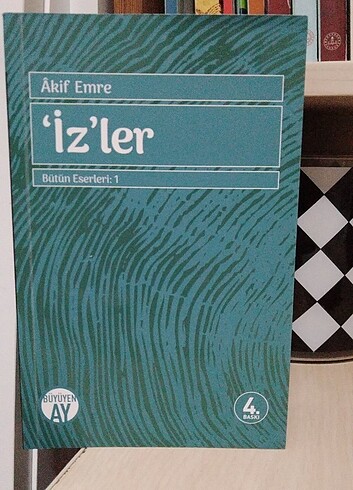 Âkif Emre
‘İz’ler
Bütün Eserleri: 1
BÜYÜYEN
AY
4.
BASKI